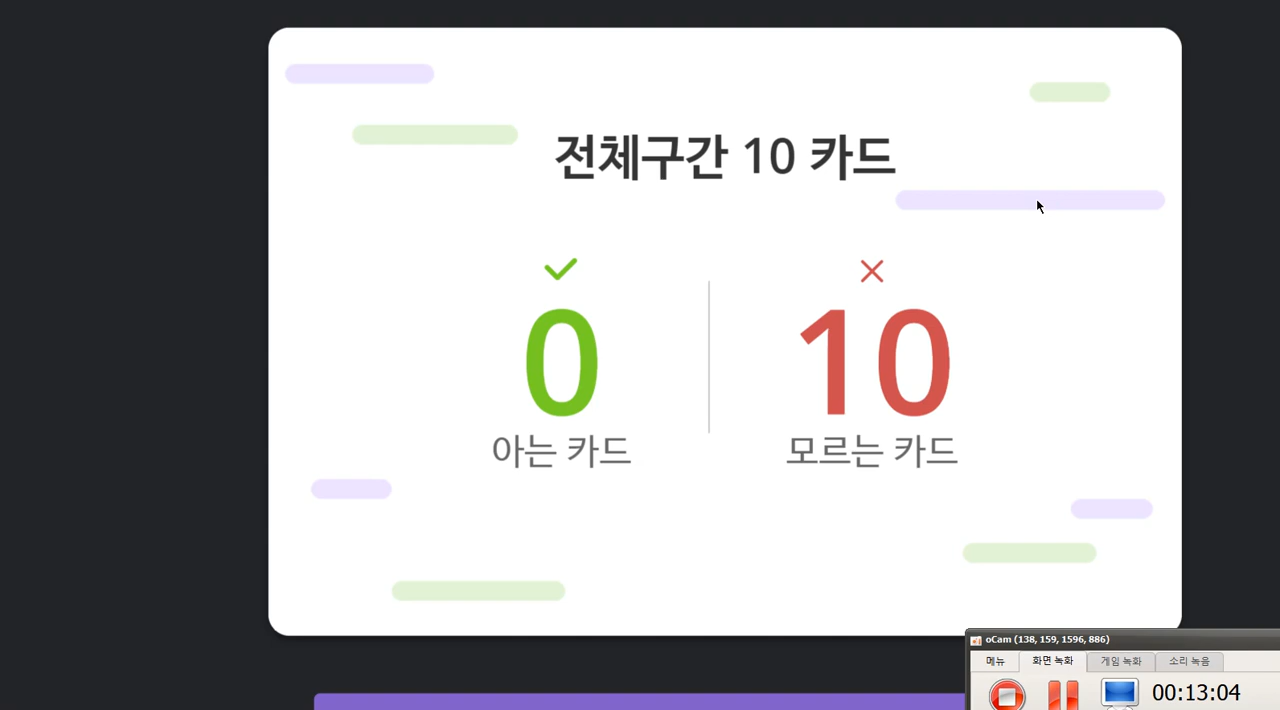 전체구간 10 카드
0
아는 카드
10
모르는 카드
oCam (138, 159, 1596, 886)
메뉴
화면 녹화
게임 녹화
소리 녹음
00:13:04